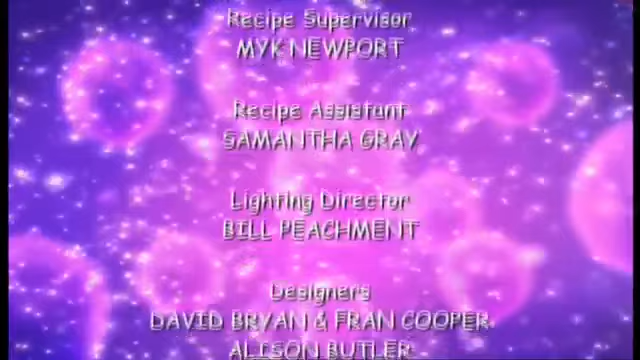 Recipe Supervisor
MYK NEWPORT
Recipe Assistant
SAMANTHA GRAY
Lighting Director
BILL PEACHMENT
Designers
DAVID BRYAN & FRAN COOPER
ALISON BUTLER